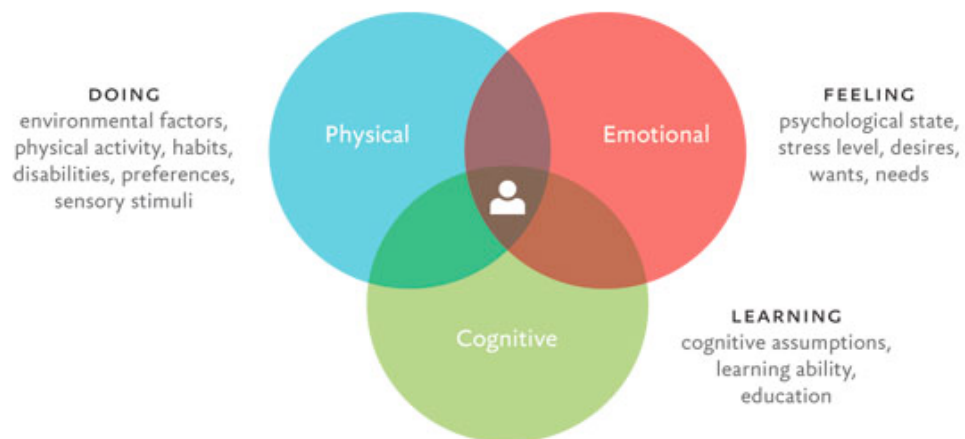 DOING
environmental factors,
physical activity, habits,
disabilities, preferences,
sensory stimuli
Physical
Emotional
FEELING
psychological state,
stress level, desires,
wants, needs
Cognitive
LEARNING
cognitive assumptions,
learning ability,
education